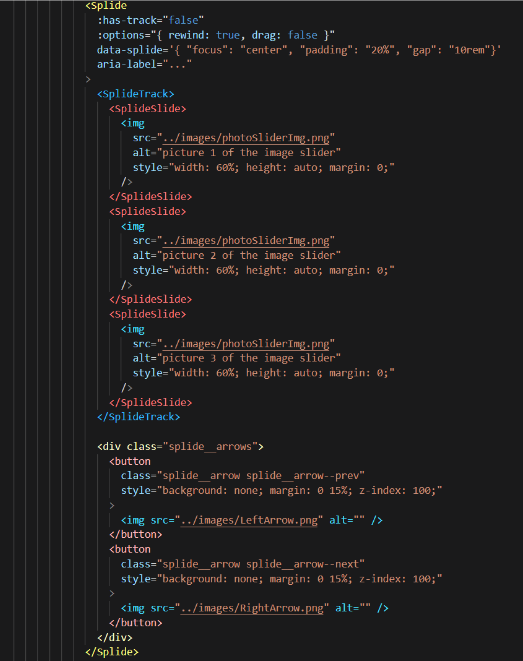 <Splide
:has-track="false"
:options="{ rewind: true, drag: false }"
data-splide='{ "focus": "center", "padding": "20%", "gap": "10rem"}'
aria-label="..."
>
<SplideTrack>
<SplideSlide>
<img
src="../images/photoSliderImg.png"
alt="picture 1 of the image slider"
style="width: 60%; height: auto; margin: 0;"
/>
</SplideSlide>
<SplideSlide>
<img
src="../images/photoSliderImg.png"
alt="picture 2 of the image slider"
style="width: 60%; height: auto; margin: 0;"
/>
</SplideSlide>
<SplideSlide>
<img
src="../images/photoSliderImg.png"
alt="picture 3 of the image slider"
style="width: 60%; height: auto; margin: 0;"
/>
</SplideSlide>
</SplideTrack>
<div class="splide__arrows">
<button
class="splide__arrow splide__arrow--prev"
style="background: none; margin: 0 15%; z-index: 100;"
>
<img src="../images/LeftArrow.png" alt="" />
</button>
<button
class="splide__arrow splide__arrow--next"
style="background: none; margin: 0 15%; z-index: 100;"
>
<img src="../images/RightArrow.png" alt="" />
</button>
</div>
</Splide>